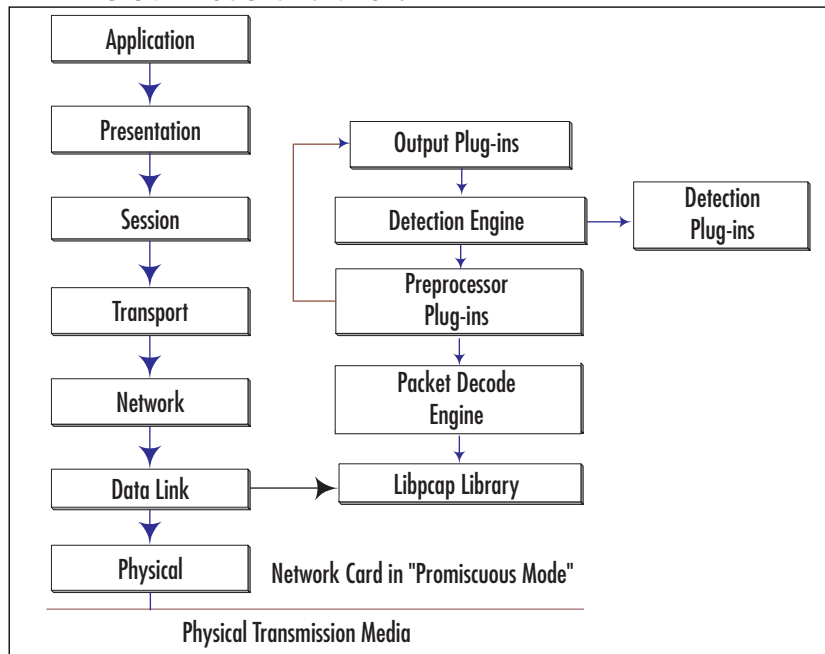 Application
Presentation
Session
Transport
Network
Data Link
Physical
Output Plug-ins
Detection Engine
Detection
Plug-ins
Preprocessor
Plug-ins
Packet Decode
Engine
Libpcap Library
Network Card in "Promiscuous Mode"
Physical Transmission Media